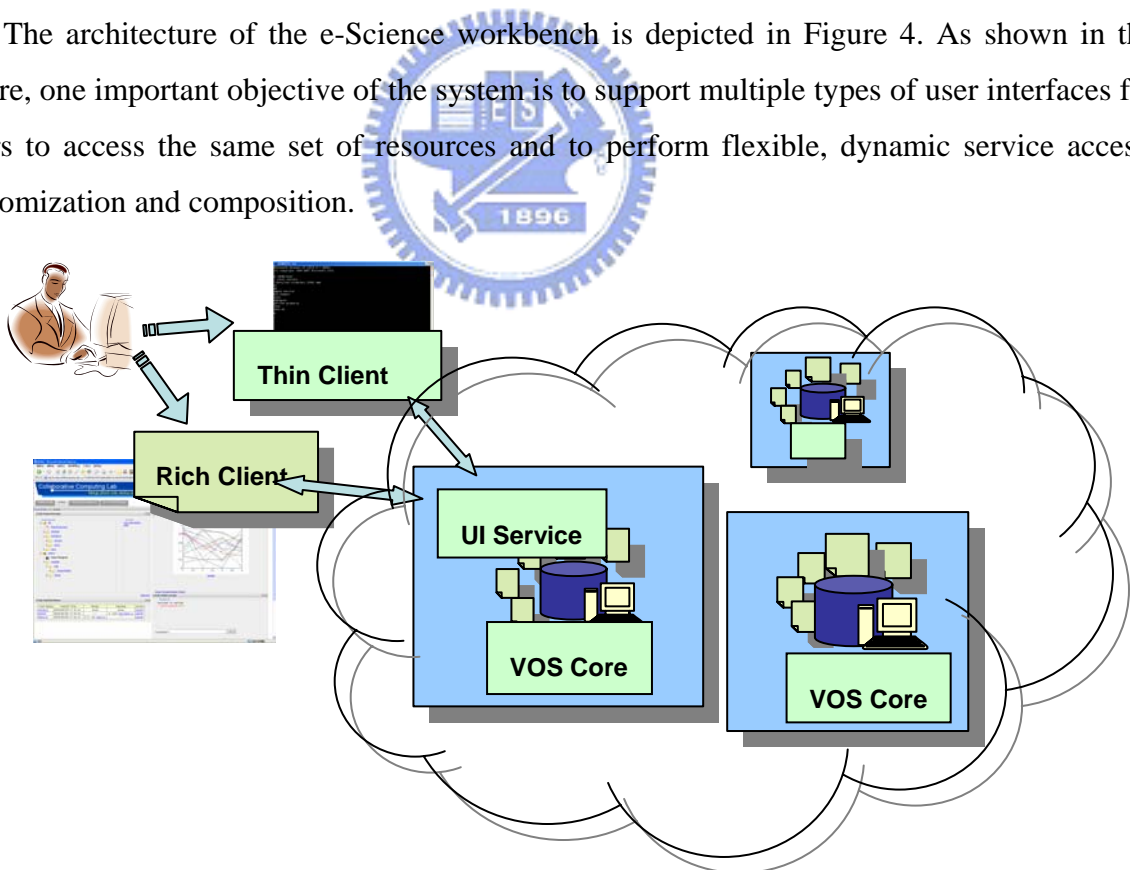 The architecture of the e-Science workbench is depicted in Figure 4. As shown in th
re, one important objective of the system is to support multiple types of user interfaces f
rs to access the same set of resources and to perform flexible, dynamic service acces
omization and composition.
ES
1896
Thin Client
Rich Client
Collaborative Computing Lab
UI Service
VOS Core
VOS Core